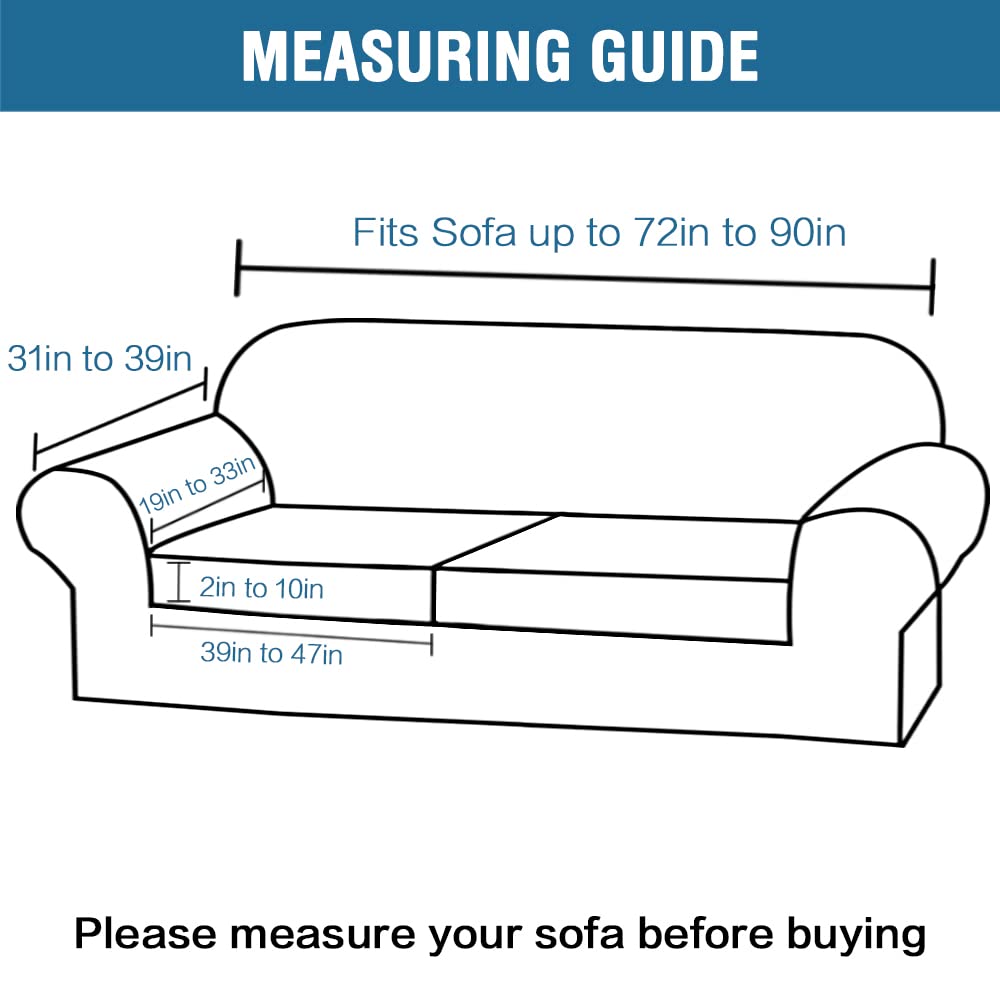 MEASURING GUIDE
Fits Sofa up to 72in to 90in
31in to 39in
19in to 33in
2in to 10in
39in to 47in
Please measure your sofa before buying